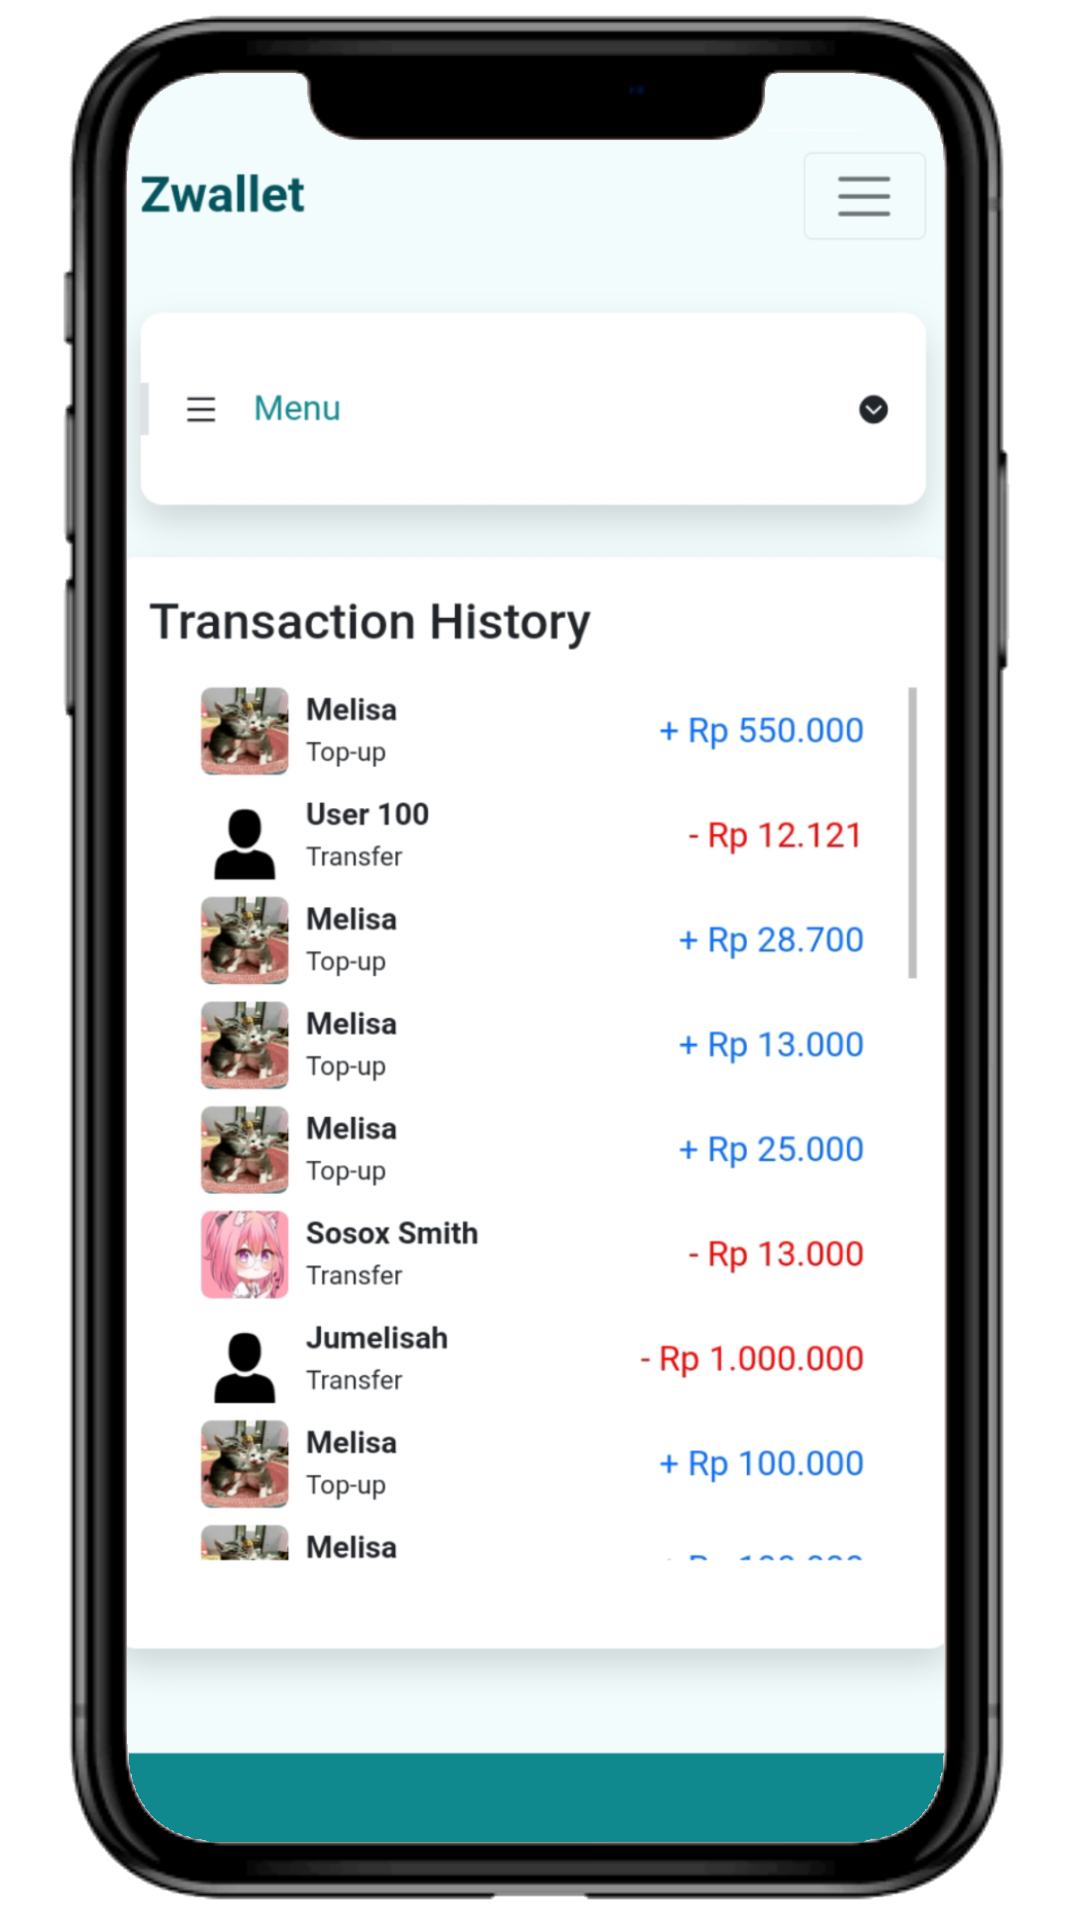 Zwallet
Menu
Transaction History
Melisa
+ Rp 550.000
Top-up
User 100
- Rp 12.121
Transfer
Melisa
+ Rp 28.700
Top-up
Melisa
+ Rp 13.000
Top-up
Melisa
+ Rp 25.000
Top-up
Sosox Smith
- Rp 13.000
Transfer
Jumelisah
- Rp 1.000.000
Transfer
Melisa
+ Rp 100.000
Top-up
Melisa